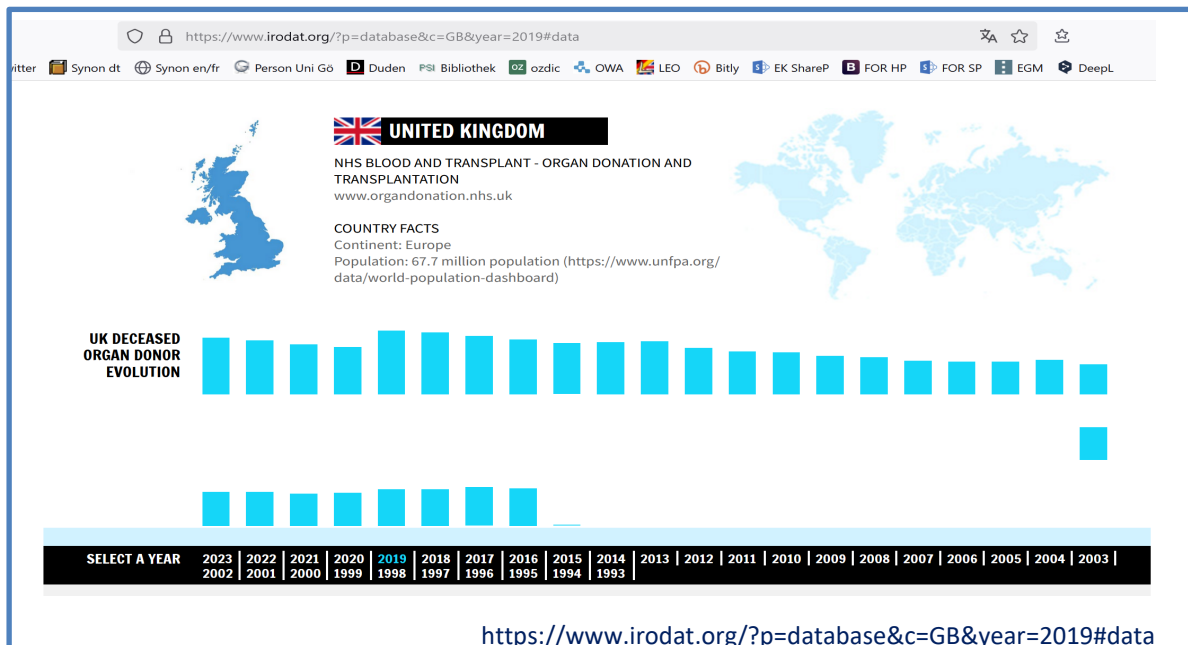 https://www.irodat.org/?p=database&c=GB&year=2019#data
itter Synon dt Synon en/fr Person Uni Gö D Duden PSI Bibliothek oz ozdic OWA LEO Bitly EK ShareP B FOR HP FOR SP EGM DeepL
UNITED KINGDOM
NHS BLOOD AND TRANSPLANT - ORGAN DONATION AND
TRANSPLANTATION
www.organdonation.nhs.uk
COUNTRY FACTS
Continent: Europe
Population: 67.7 million population (https://www.unfpa.org/
data/world-population-dashboard)
UK DECEASED
ORGAN DONOR
EVOLUTION
SELECT A YEAR 2023 | 2022 | 2021 | 2020 | 2019 | 2018 | 2017 | 2016 | 2015 | 2014 | 2013 | 2012 | 2011 | 2010 | 2009 | 2008 | 2007 | 2006 | 2005 | 2004 | 2003 |
2002 | 2001 | 2000 | 1999 | 1998 | 1997 | 1996 | 1995 | 1994 | 1993 |
https://www.irodat.org/?p=database&c=GB&year=2019#data